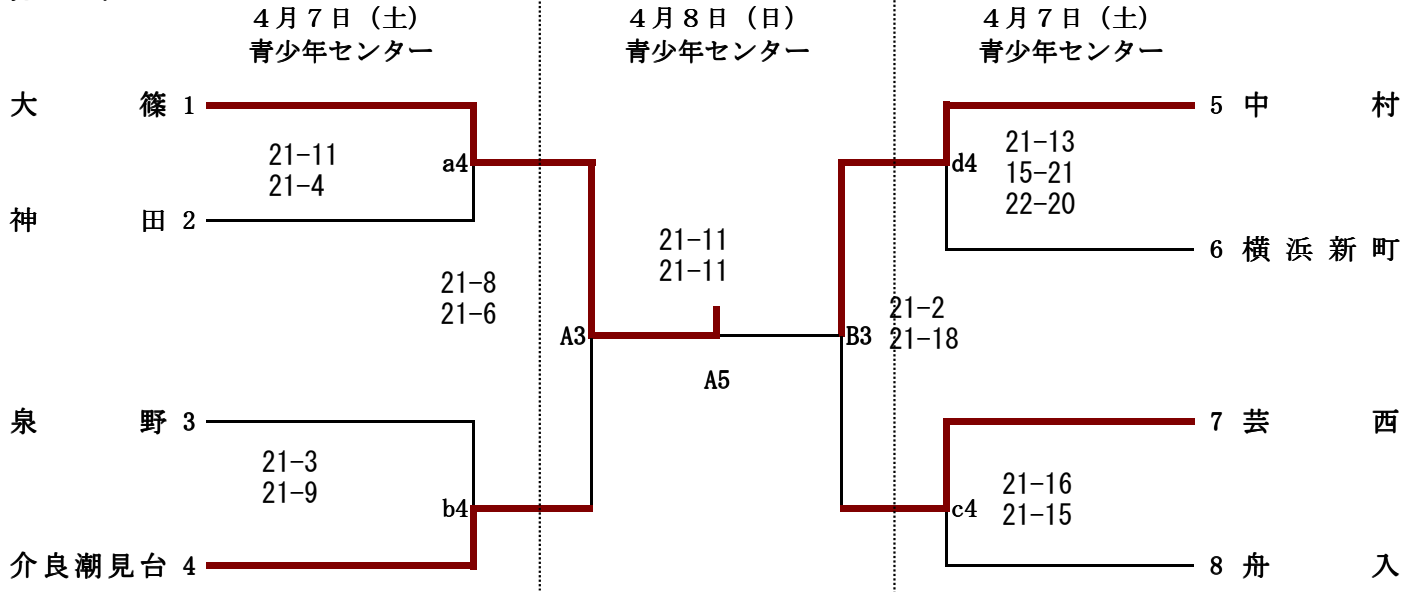 4月7日（土）
青少年センター
4月8日（日）
青少年センター
4月7日（土）
青少年センター
大篠 1
21-11
21-4
a4
神田 2
21-8
21-6
A3
泉野 3
21-3
21-9
b4
介良潮見台 4
21-11
21-11
A5
5 中村
d4
21-13
15-21
22-20
6 横浜新町
B3
21-2
21-18
7 芸西
c4
21-16
21-15
8 舟入